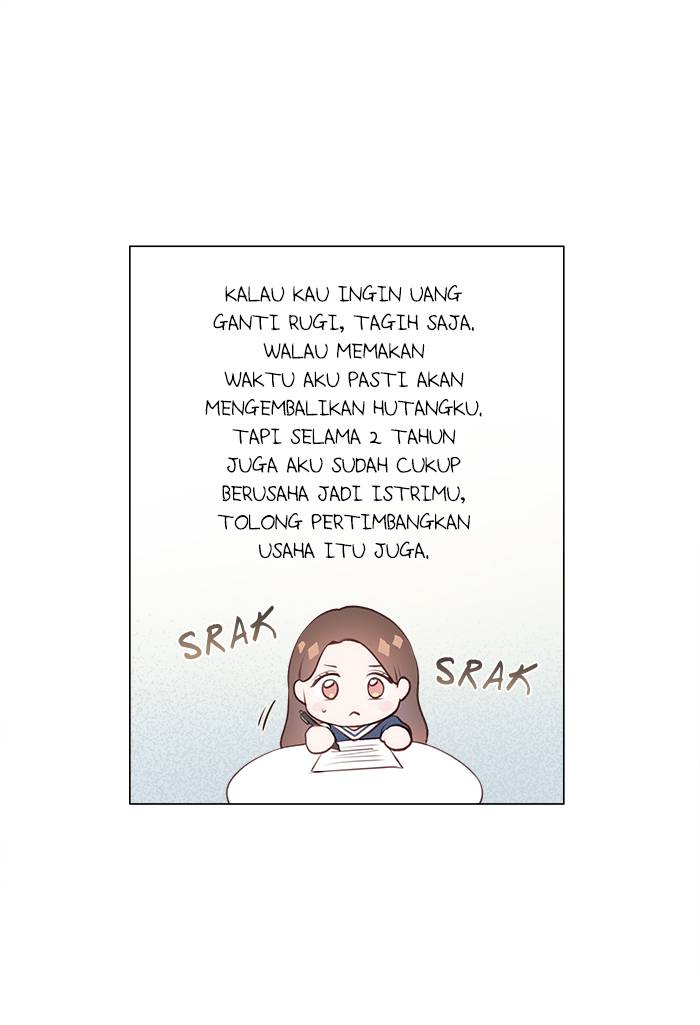 KALAU KAU INGIN UANG
GANTI RUGI, TAGIH SAJA.
WALAU MEMAKAN
WAKTU AKU PASTI AKAN
MENGEMBALIKAN HUTANGKU.
TAPI SELAMA 2 TAHUN
JUGA AKU SUDAH CUKUP
BERUSAHA JADI ISTRIMU,
TOLONG PERTIMBANGKAN
USAHA ITU JUGA.
SRAK
SRAK